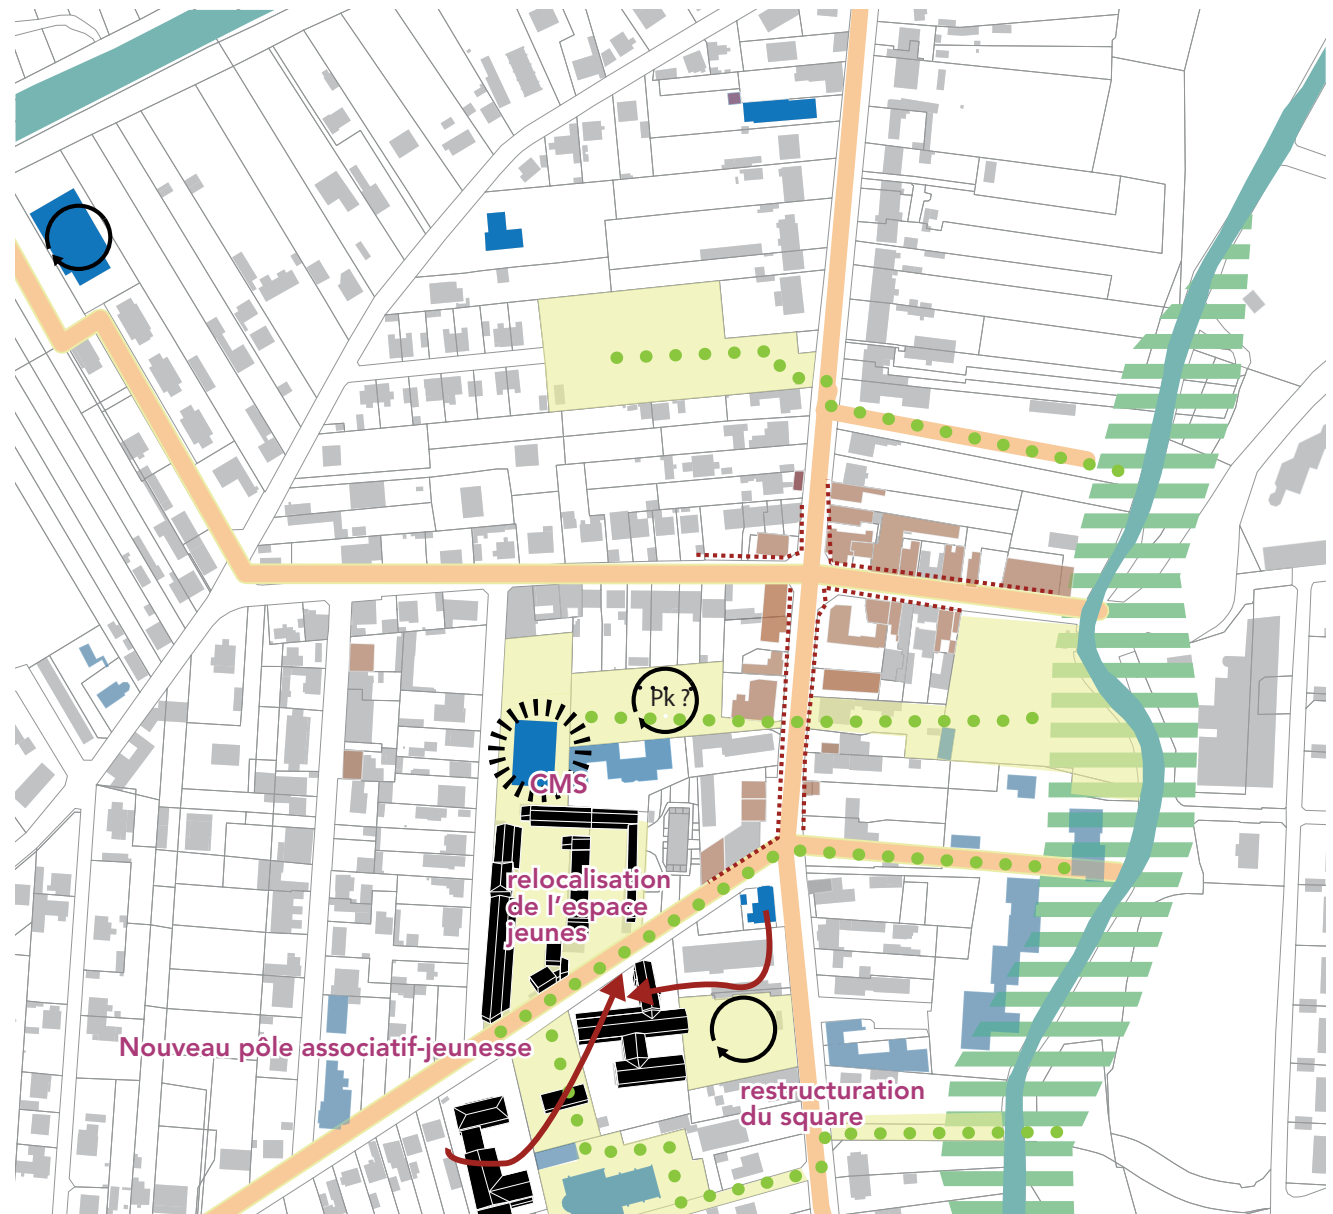 Pk ?
CMS
relocalisation
de l'espace
jeunes
Nouveau pôle associatif-jeunesse
restructuration
du square